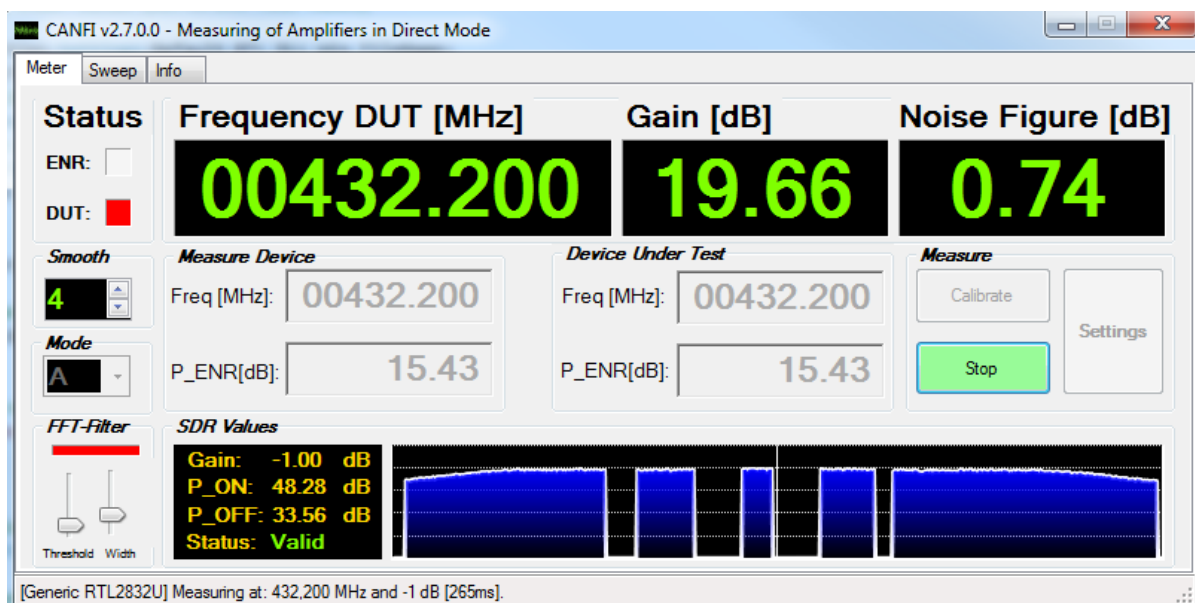 CANFI v2.7.0.0 - Measuring of Amplifiers in Direct Mode
Meter Sweep Info
Status Frequency DUT [MHz] Gain [dB] Noise Figure [dB]
ENR:
DUT:
00432.200 19.66 0.74
Smooth Measure Device Device Under Test Measure
4 Freq [MHz]: 00432.200 Freq [MHz]: 00432.200 Calibrate
Settings
Mode
A P_ENR[dB]: 15.43 P_ENR[dB]: 15.43 Stop
FFT-Filter SDR Values
Gain: -1.00 dB
P_ON: 48.28 dB
P_OFF: 33.56 dB
Status: Valid
Threshold Width
[Generic RTL2832U] Measuring at: 432,200 MHz and -1 dB [265ms].